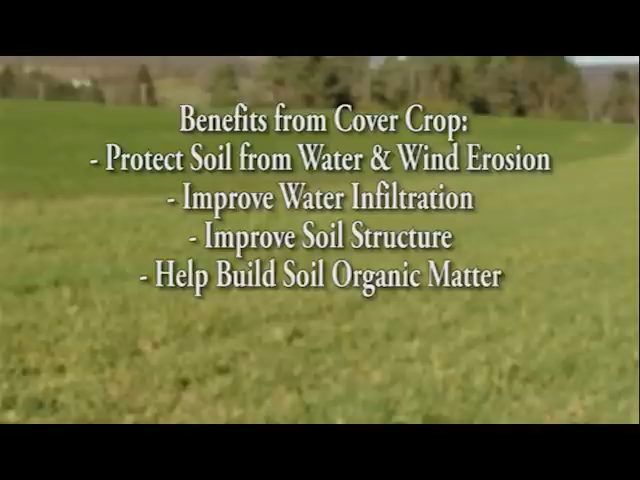 Benefits from Cover Crop:
- Protect Soil from Water & Wind Erosion
- Improve Water Infiltration
- Improve Soil Structure
- Help Build Soil Organic Matter